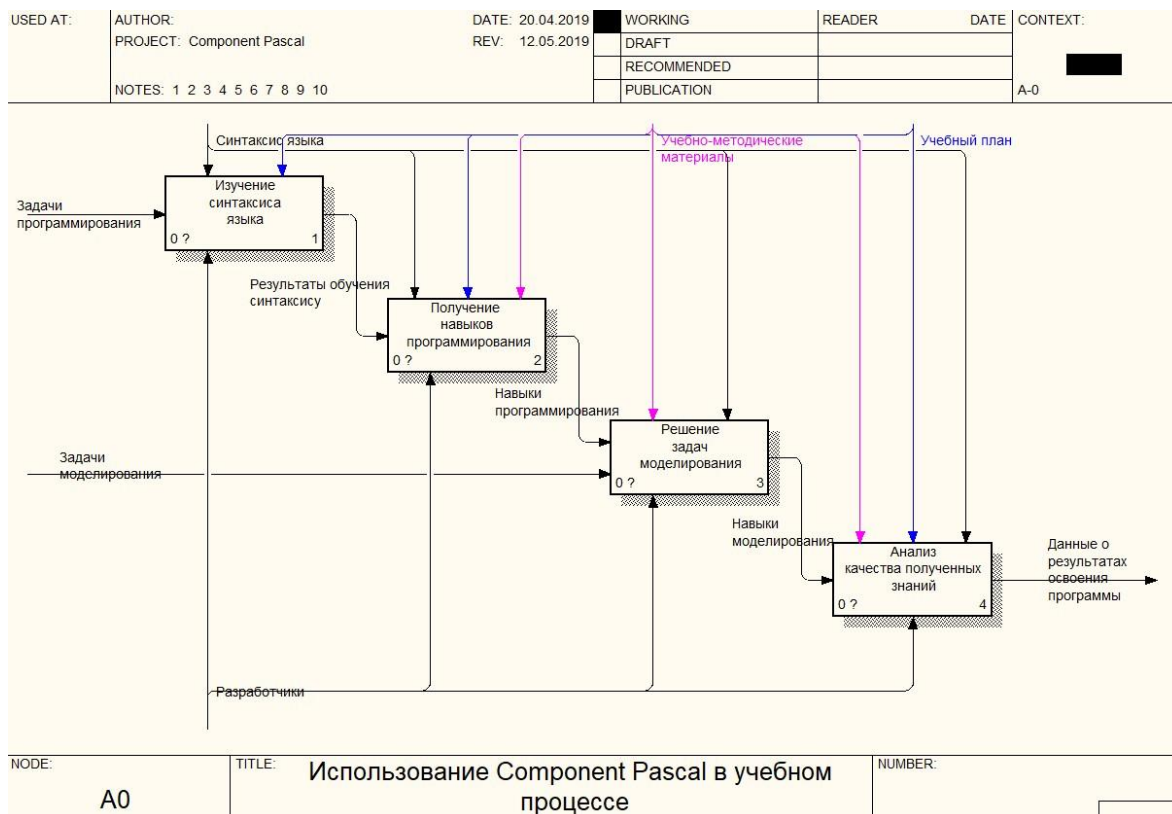 USED AT:
AUTHOR:
DATE: 20.04.2019
WORKING
READER
DATE
CONTEXT:
PROJECT: Component Pascal
REV: 12.05.2019
DRAFT
RECOMMENDED
NOTES: 1 2 3 4 5 6 7 8 9 10
PUBLICATION
A-0
Синтаксис языка
Учебно-методические
материалы
Учебный план
Задачи
программирования
Изучение
синтаксиса
языка
0 ?
1
Результаты обучения
синтаксису
Получение
навыков
программирования
0 ?
2
Навыки
программирования
Задачи
моделирования
Решение
задач
моделирования
0 ?
3
Навыки
моделирования
Анализ
качества полученных
знаний
0 ?
4
Данные о
результатах
освоения
программы
Разработчики
NODE:
A0
TITLE:
Использование Component Pascal в учебном
процессе
NUMBER: